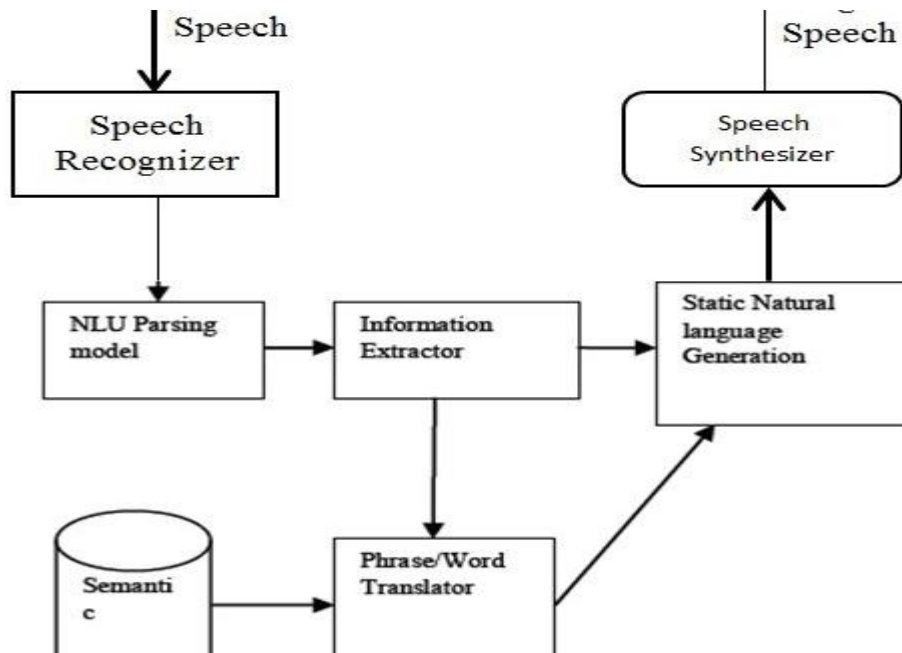 Speech
Speech
Speech
Recognizer
Speech
Synthesizer
NLU Parsing
model
Information
Extractor
Static Natural
language
Generation
Semanti
c
Phrase/Word
Translator